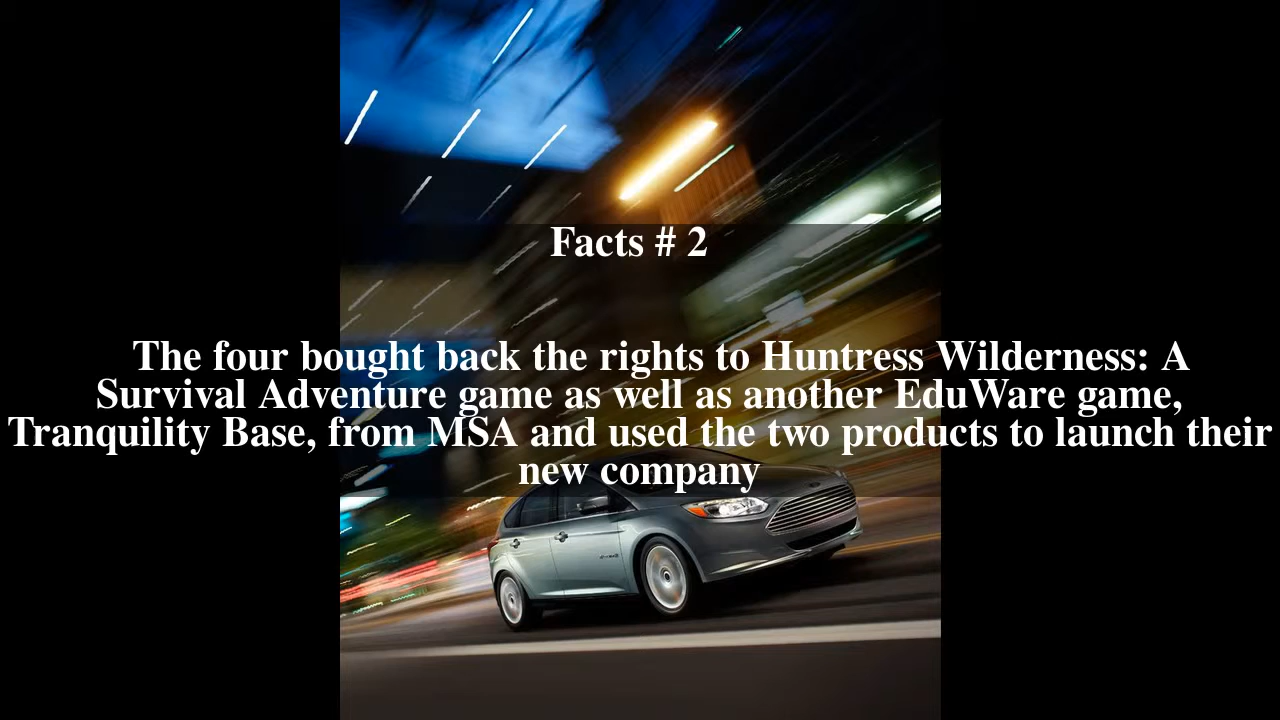 Facts # 2
The four bought back the rights to Huntress Wilderness: A
Survival Adventure game as well as another EduWare game,
Tranquility Base, from MSA and used the two products to launch their
new company